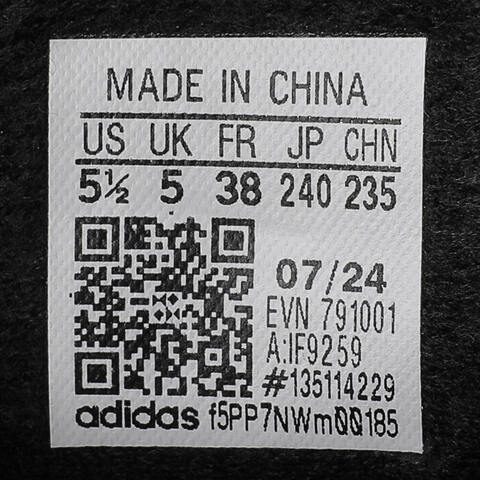 MADE IN CHINA
US UK FR JP CHN
5½ 5 38 240 235
07/24
EVN 791001
A:IF9259
#135114229
adidas f5PP7NWm00185